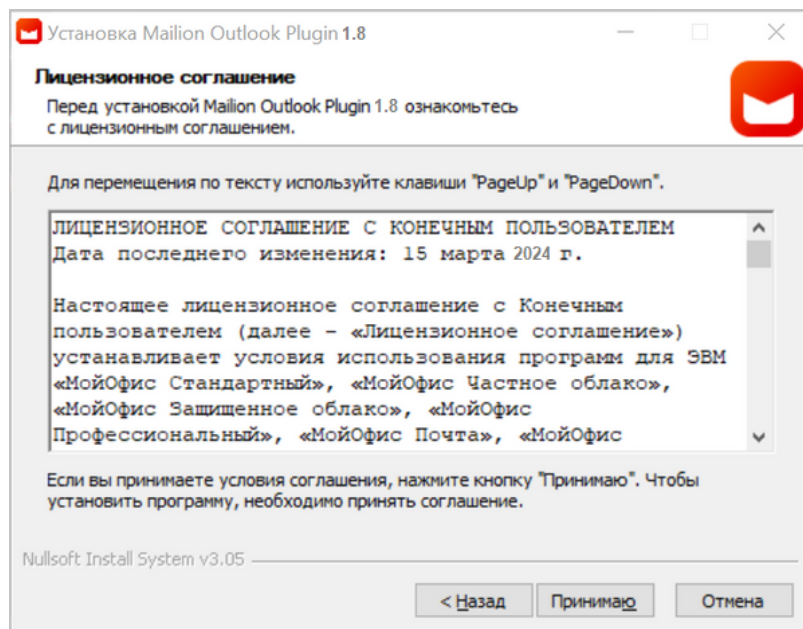 Установка Mailion Outlook Plugin 1.8
Лицензионное соглашение
Перед установкой Mailion Outlook Plugin 1.8 ознакомьтесь
с лицензионным соглашением.
Для перемещения по тексту используйте клавиши "PageUp" и "PageDown".
ЛИЦЕНЗИОННОЕ СОГЛАШЕНИЕ С КОНЕЧНЫМ ПОЛЬЗОВАТЕЛЕМ
Дата последнего изменения: 15 марта 2024 г.
Настоящее лицензионное соглашение с Конечным
пользователем (далее – «Лицензионное соглашение»)
устанавливает условия использования программ для ЭВМ
«МойОфис Стандартный», «МойОфис Частное облако»,
«МойОфис Защищенное облако», «МойОфис
Профессиональный», «МойОфис Почта», «МойОфис
Если вы принимаете условия соглашения, нажмите кнопку "Принимаю". Чтобы
установить программу, необходимо принять соглашение.
Nullsoft Install System v3.05
< Назад Принимаю Отмена